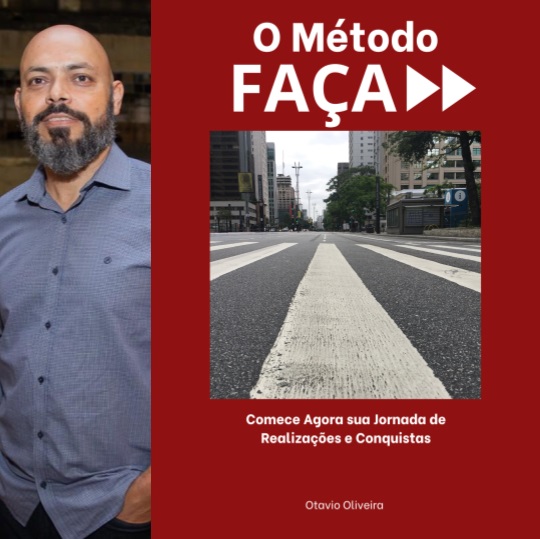 O Método
FAÇA
Comece Agora sua Jornada de
Realizações e Conquistas
Otavio Oliveira